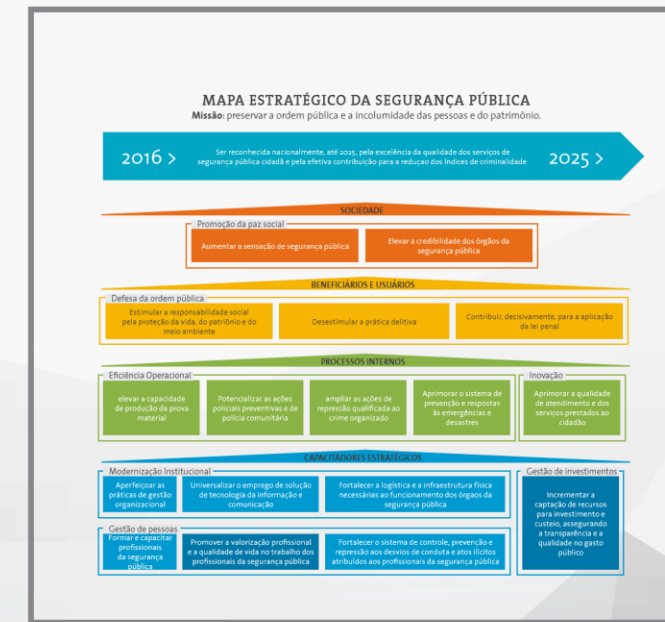 MAPA ESTRATÉGICO DA SEGURANÇA PÚBLICA
Missão: preservar a ordem pública e a incolumidade das pessoas e do patrimônio.
2016 >
Ser reconhecida nacionalmente, até 2025, pela excelência da qualidade dos serviços de
segurança pública cidadã e pela efetiva contribuição para a reduçao dos índices de criminalidade
2025 >
SOCIEDADE
Promoção da paz social
Aumentar a sensação de segurança pública
Elevar a credibilidade dos órgãos da
segurança pública
BENEFICIÁRIOS E USUÁRIOS
Defesa da ordem pública
Estimular a responsabilidade social
pela proteção da vida, do patriônio e do
meio ambiente
Desestimular a prática delitiva
Contribuir, decisivamente, para a aplicação
da lei penal
PROCESSOS INTERNOS
Eficiência Operacional
elevar a capacidade
de produção da prova
material
Potencializar as ações
policiais preventivas e de
polícia comunitária
ampliar as ações de
repressão qualificada ao
crime organizado
Aprimorar o sistema de
prevenção e respostas
às emergências e
desastres
Inovação
Aprimorar a qualidade
de atendimento e dos
serviços prestados ao
cidadão
CAPACITADORES ESTRATÉGICOS
Modernização Institucional
Aperfeiçoar as
práticas de gestão
organizacional
Universalizar o emprego de solução
de tecnologia da informação e
comunicação
Fortalecer a logística e a infraestrutura física
necessárias ao funcionamento dos órgaos da
segurança pública
Gestão de pessoas
Formar e capacitar
profissionais
da segurança
pública
Promover a valorização profissional
e a qualidade de vida no trabalho dos
profissionais da segurança pública
Fortalecer o sistema de controle, prevenção e
repressão aos desvios de conduta e atos ilícitos
atribuídos aos profissionais da segurança pública
Gestão de investimentos
Incrementar a
captação de recursos
para investimento e
custeio, assegurando
a transparência e a
qualidade no gasto
público